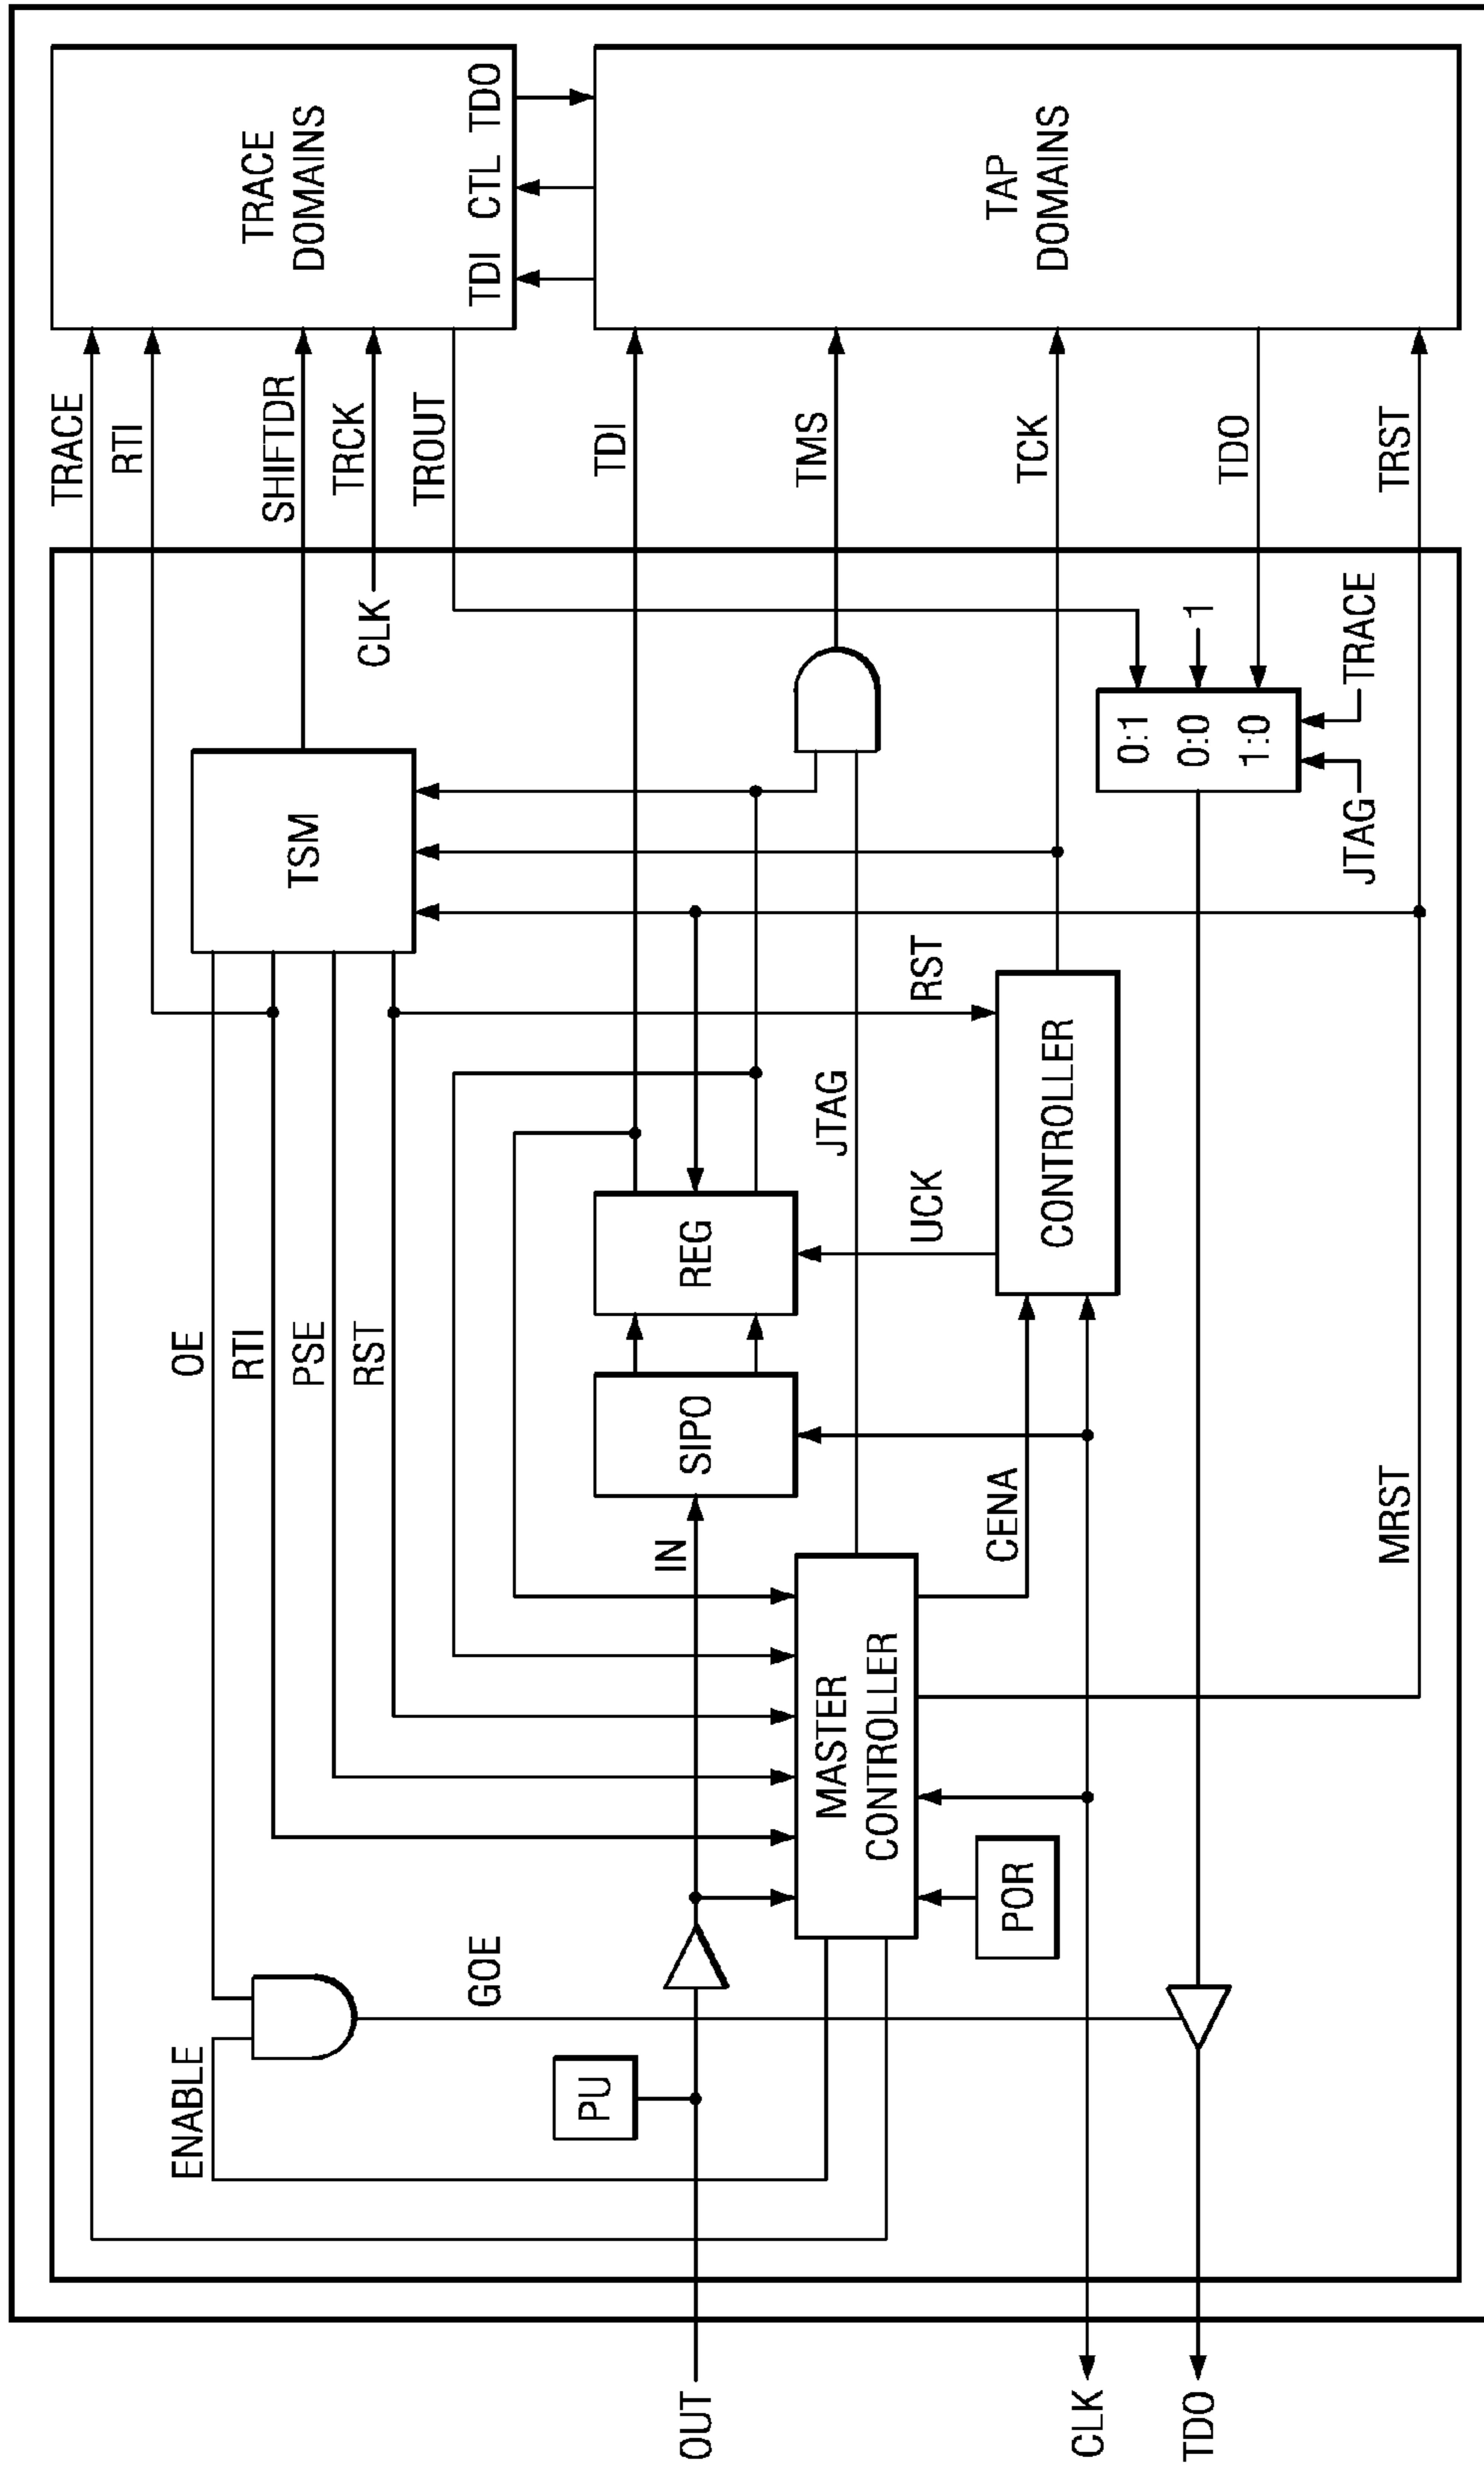 ENABLE
OE
RTI
PSE
RST
GOE
PU
OUT
IN
SIPO
REG
TSM
TRACE
RTI
SHIFTDR
TRCK
TROUT
CLK
TRACE
DOMAINS
TDI CTL TDO
TDI
TMS
TCK
TDO
TRST
TAP
DOMAINS
MASTER
CONTROLLER
POR
JTAG
UCK
RST
CENA
CONTROLLER
MRST
0:1
0:0
1:0
1
JTAG
TRACE
CLK
TDO